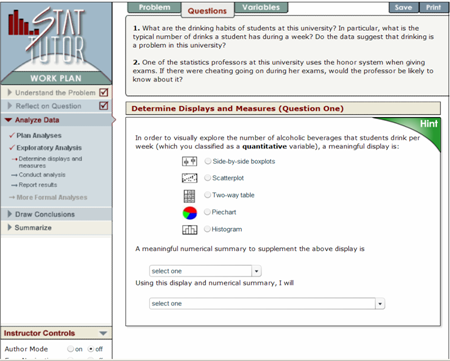 Problem
Questions
Variables
Save
Print
STAT
TUTOR
WORK PLAN
Understand the Problem
Reflect on Question
Analyze Data
Plan Analyses
Exploratory Analysis
Determine displays and
measures
Conduct analysis
Report results
More Formal Analyses
Draw Conclusions
Summarize
Instructor Controls
Author Mode on off
1. What are the drinking habits of students at this university? In particular, what is the
typical number of drinks a student has during a week? Do the data suggest that drinking is
a problem in this university?
2. One of the statistics professors at this university uses the honor system when giving
exams. If there were cheating going on during her exams, would the professor be likely to
know about it?
Determine Displays and Measures (Question One)
Hint
In order to visually explore the number of alcoholic beverages that students drink per
week (which you classified as a quantitative variable), a meaningful display is:
Side-by-side boxplots
Scatterplot
Two-way table
Piechart
Histogram
A meaningful numerical summary to supplement the above display is
select one
Using this display and numerical summary, I will
select one